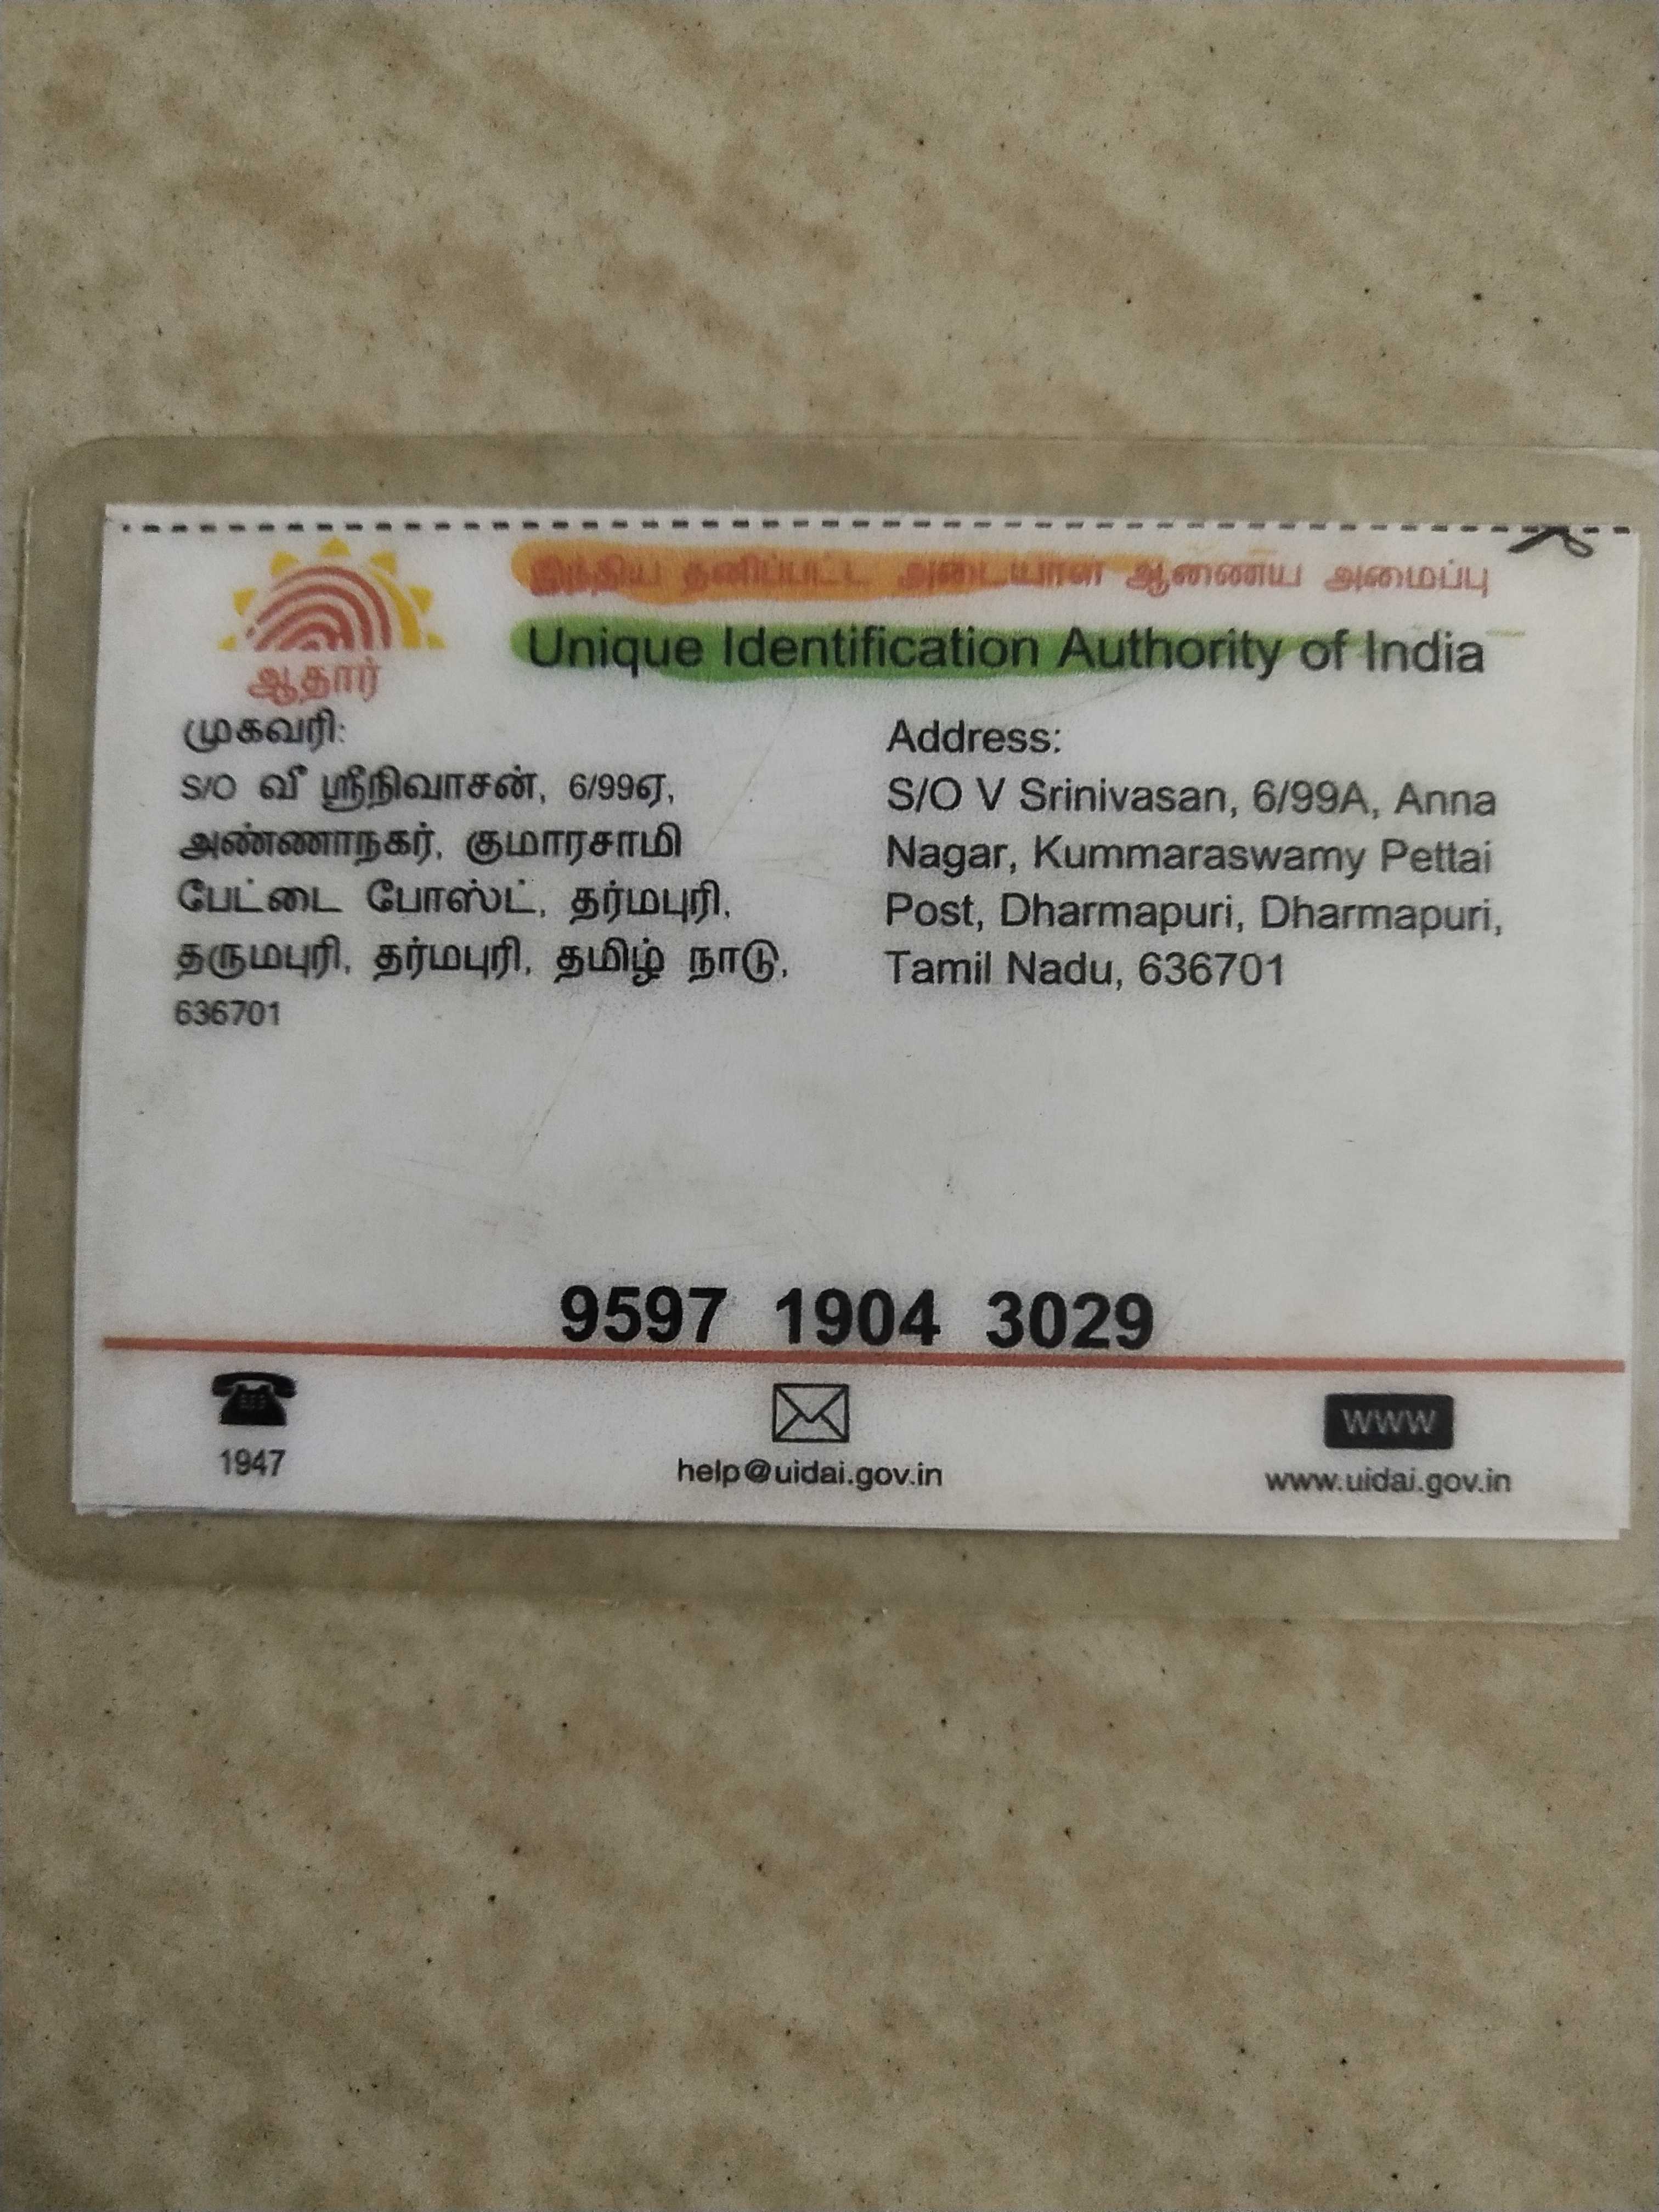 இந்திய தனிப்பட்ட அடையாள ஆணைய அமைப்பு
Unique Identification Authority of India
ஆதார்
முகவரி:
S/O வீ ஸ்ரீநிவாசன், 6/99ஏ,
அண்ணாநகர், குமாரசாமி
பேட்டை போஸ்ட், தர்மபுரி,
தருமபுரி, தர்மபுரி, தமிழ் நாடு,
636701
Address:
S/O V Srinivasan, 6/99A, Anna
Nagar, Kummaraswamy Pettai
Post, Dharmapuri, Dharmapuri,
Tamil Nadu, 636701
9597 1904 3029
1947
help@uidai.gov.in
www
www.uidai.gov.in